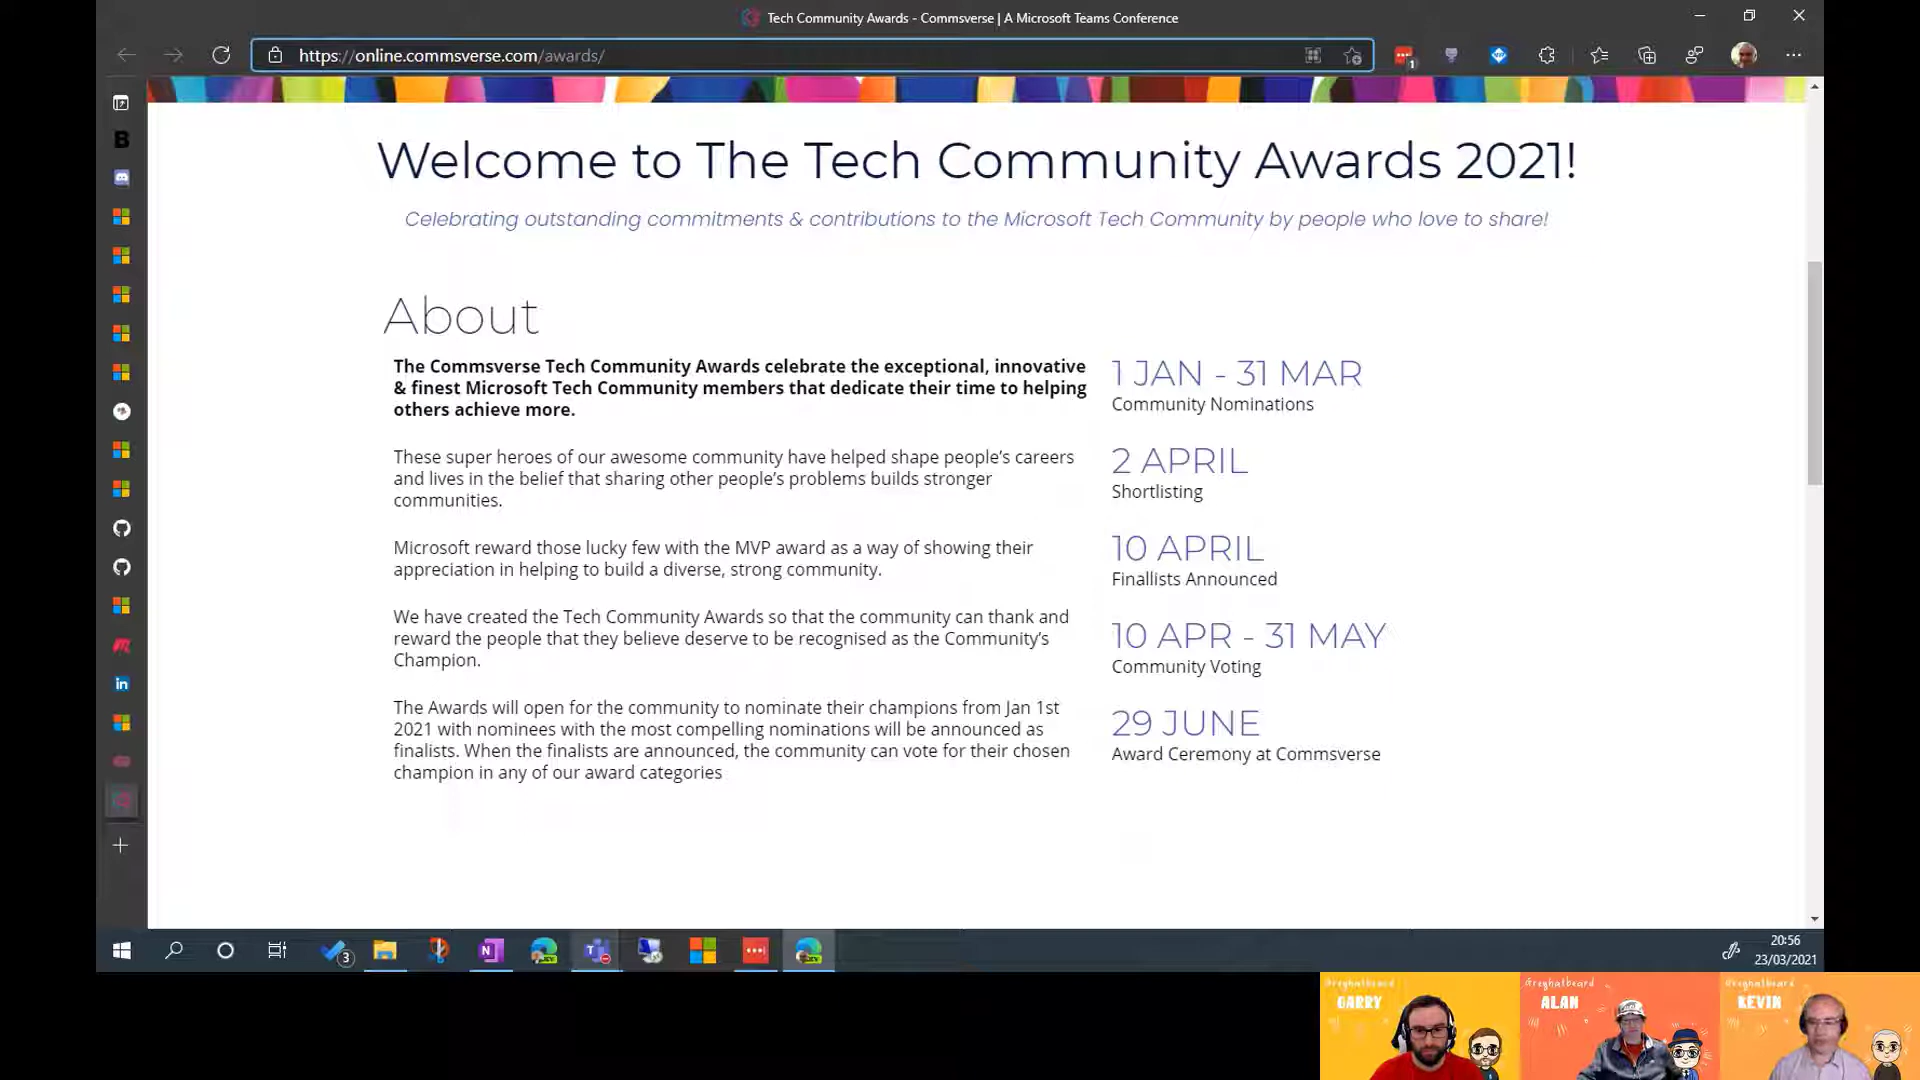 Tech Community Awards - Commsverse | A Microsoft Teams Conference
https://online.commsverse.com/awards/
1
B
Welcome to The Tech Community Awards 2021!
Celebrating outstanding commitments & contributions to the Microsoft Tech Community by people who love to share!
About
The Commsverse Tech Community Awards celebrate the exceptional, innovative
& finest Microsoft Tech Community members that dedicate their time to helping
others achieve more.
These super heroes of our awesome community have helped shape people's careers
and lives in the belief that sharing other people's problems builds stronger
communities.
Microsoft reward those lucky few with the MVP award as a way of showing their
appreciation in helping to build a diverse, strong community.
We have created the Tech Community Awards so that the community can thank and
reward the people that they believe deserve to be recognised as the Community's
Champion.
The Awards will open for the community to nominate their champions from Jan 1st
2021 with nominees with the most compelling nominations will be announced as
finalists. When the finalists are announced, the community can vote for their chosen
champion in any of our award categories
1 JAN - 31 MAR
Community Nominations
2 APRIL
Shortlisting
10 APRIL
Finallists Announced
10 APR - 31 MAY
Community Voting
29 JUNE
Award Ceremony at Commsverse
in
3
N
T
20:56
23/03/2021
Greyhatbeard
GARRY
Greyhatbeard
ALAN
Greyhatbeard
KEVIN